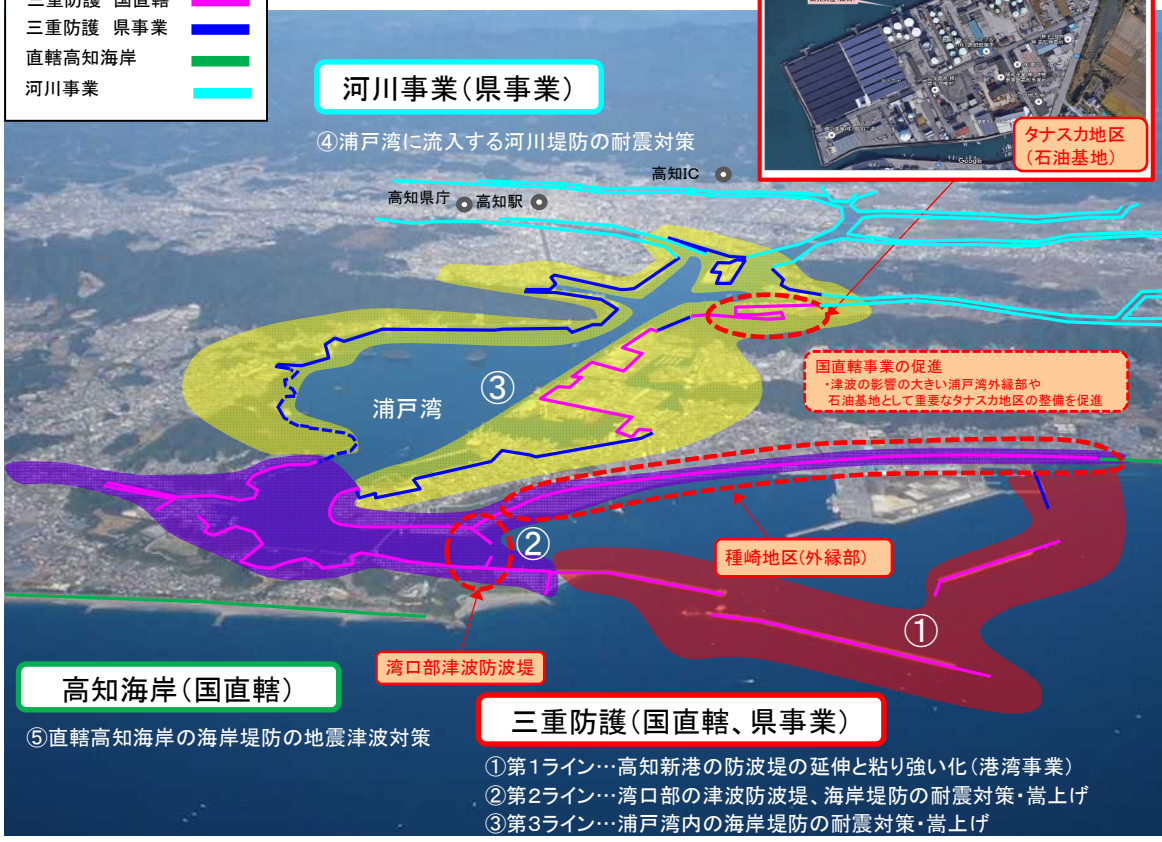 三重防護 国直轄
三重防護 県事業
直轄高知海岸
河川事業
河川事業(県事業)
④浦戸湾に流入する河川堤防の耐震対策
高知IC
高知県庁
高知駅
Google
タナスカ地区
(石油基地)
国直轄事業の促進
・津波の影響の大きい浦戸湾外縁部や
石油基地として重要なタナスカ地区の整備を促進
③
浦戸湾
②
種崎地区(外縁部)
①
湾口部津波防波堤
高知海岸(国直轄)
⑤直轄高知海岸の海岸堤防の地震津波対策
三重防護(国直轄、県事業)
①第1ライン…高知新港の防波堤の延伸と粘り強い化(港湾事業)
②第2ライン…湾口部の津波防波堤、海岸堤防の耐震対策・嵩上げ
③第3ライン…浦戸湾内の海岸堤防の耐震対策・嵩上げ